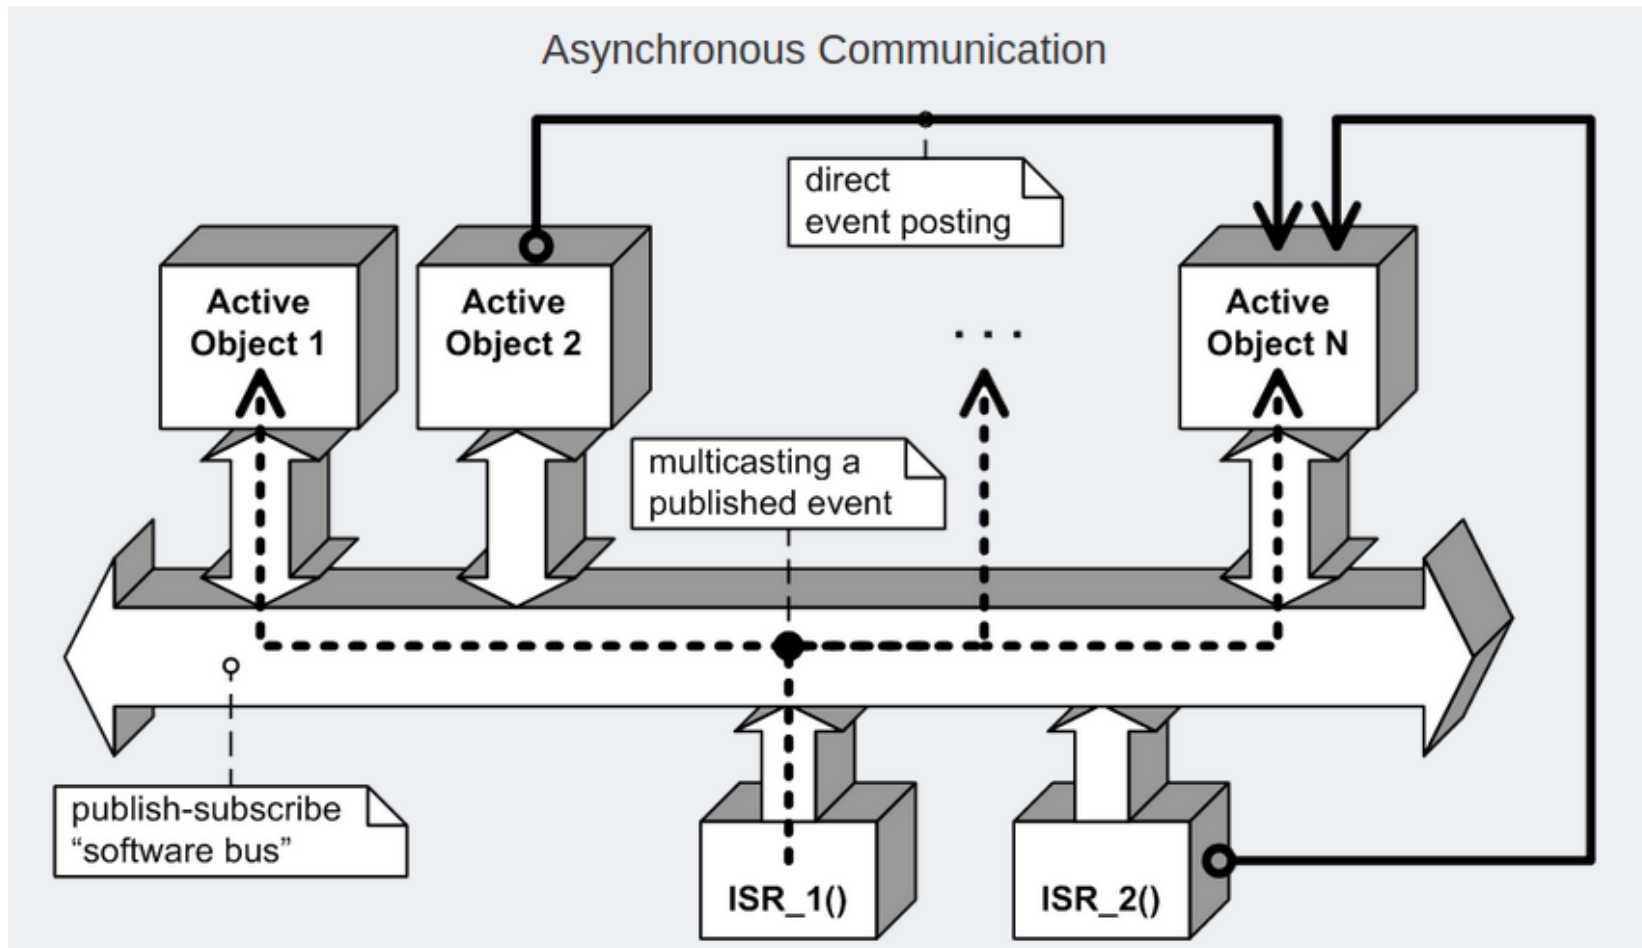 Asynchronous Communication
direct
event posting
Active
Object 1
Active
Object 2
. . .
Active
Object N
multicasting a
published event
publish-subscribe
“software bus”
ISR_1()
ISR_2()